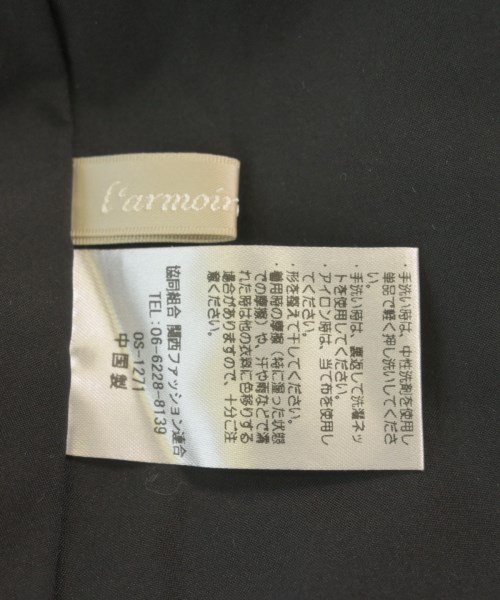 l'armoir
・手洗い時は、中性洗剤を使用し
単品で軽く押し洗いしてくださ
い。
・手洗い時は、裏返して洗濯ネッ
トを使用してください。
・アイロン時は、当て布を使用し
てください。
・形を整えて干してください。
・着用時の摩擦（特に湿った状態
での摩擦）や、汗や雨などで濡
れた時は他の衣料に色移りする
場合がありますので、十分ご注
意ください。
協同組合 関西ファッション連合
TEL:06-6228-8139
OS-1271
中国製